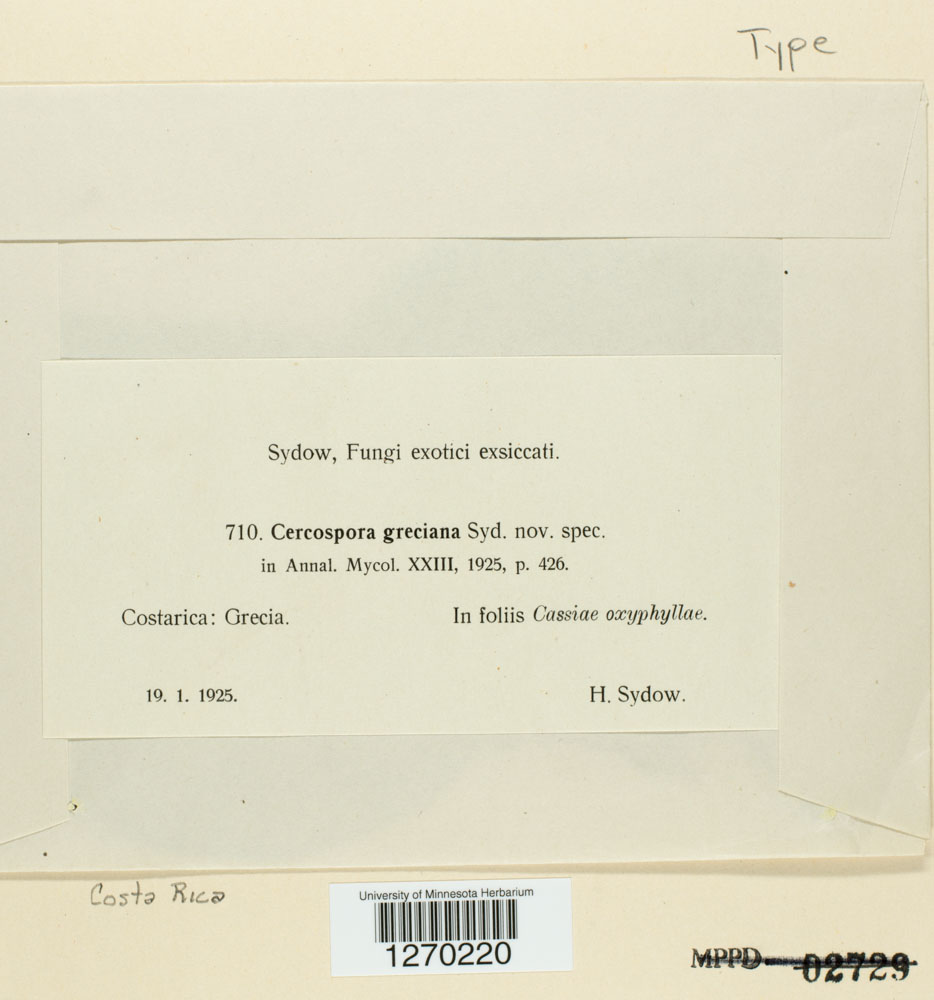 Type
Sydow, Fungi exotici exsiccati.
710. Cercospora greciana Syd. nov. spec.
in Annal. Mycol. XXIII, 1925, p. 426.
Costarica: Grecia. In foliis Cassiae oxyphyllae.
19. 1. 1925. H. Sydow.
Costa Rica
University of Minnesota Herbarium
1270220
MPPD 02729